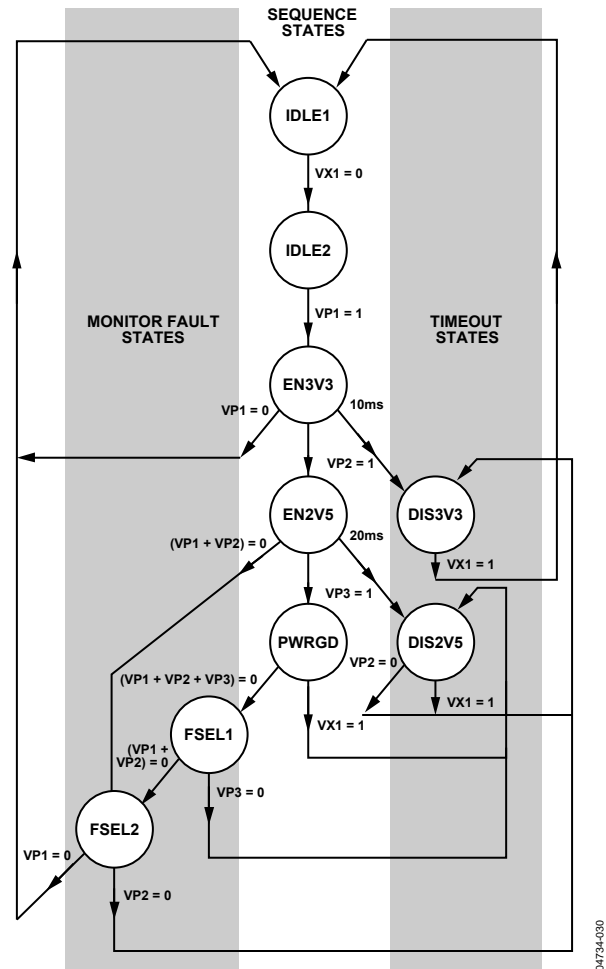 SEQUENCE
STATES
IDLE1
VX1 = 0
IDLE2
VP1 = 1
MONITOR FAULT
STATES
TIMEOUT
STATES
EN3V3
10ms
VP1 = 0
VP2 = 1
EN2V5
DIS3V3
20ms
(VP1 + VP2) = 0
VX1 = 1
VP3 = 1
PWRGD
DIS2V5
VP2 = 0
(VP1 + VP2 + VP3) = 0
VX1 = 1
FSEL1
VX1 = 1
(VP1 +
VP2) = 0
VP3 = 0
FSEL2
VP1 = 0
VP2 = 0
04734-030